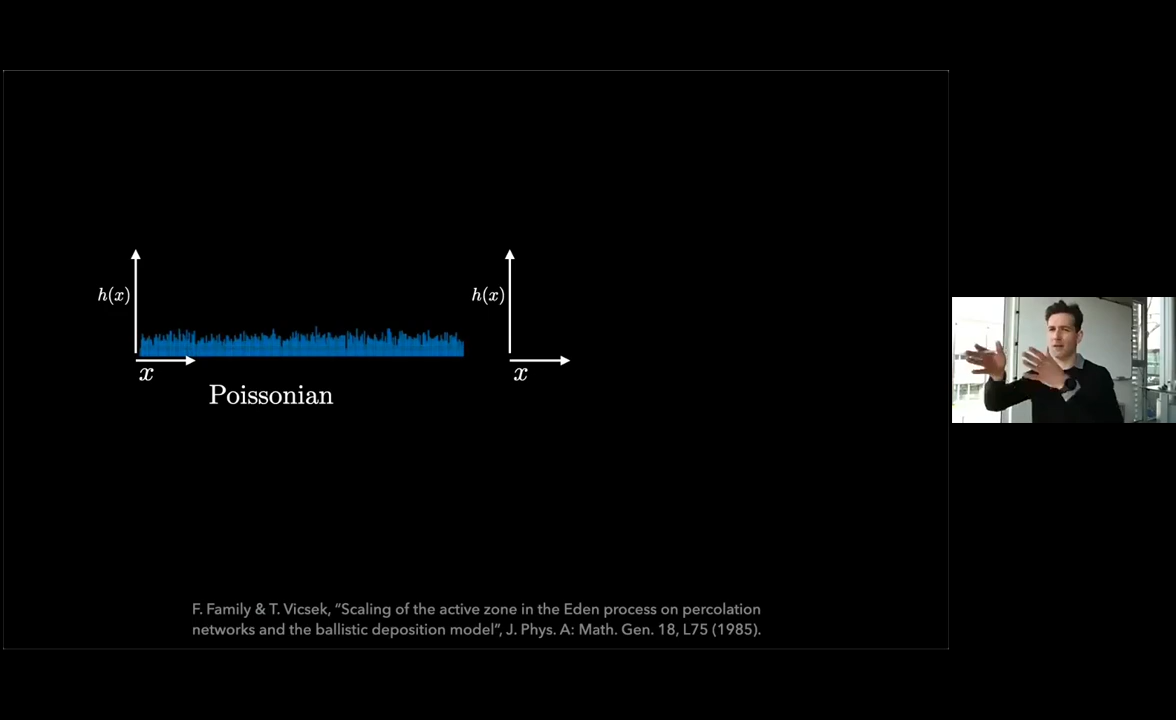 h(x)
h(x)
x
x
Poissonian
F. Family & T. Vicsek, “Scaling of the active zone in the Eden process on percolation
networks and the ballistic deposition model”, J. Phys. A: Math. Gen. 18, L75 (1985).